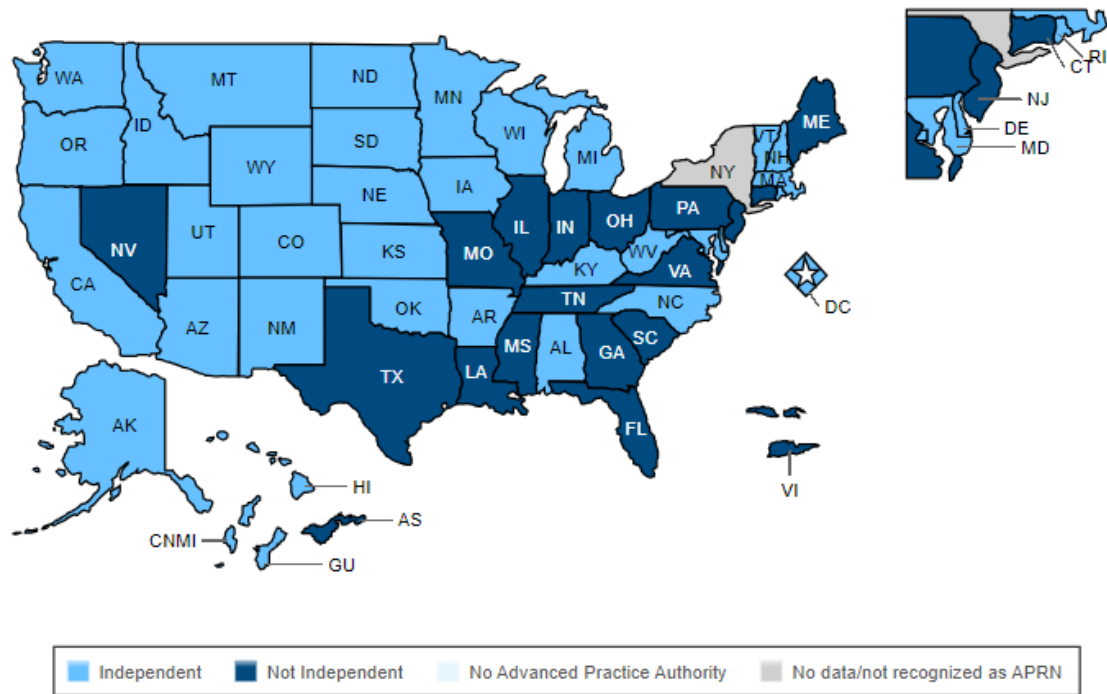 WA
MT
ND
MN
ID
OR
SD
WI
MI
ME
VT
NH
NY
MA
WY
IA
NE
NV
UT
CO
KS
MO
IL
IN
OH
PA
WV
VA
KY
CA
AZ
NM
OK
AR
TN
NC
SC
TX
LA
MS
AL
GA
FL
RI
CT
NJ
DE
MD
DC
VI
AK
HI
AS
CNMI
GU
Independent
Not Independent
No Advanced Practice Authority
No data/not recognized as APRN